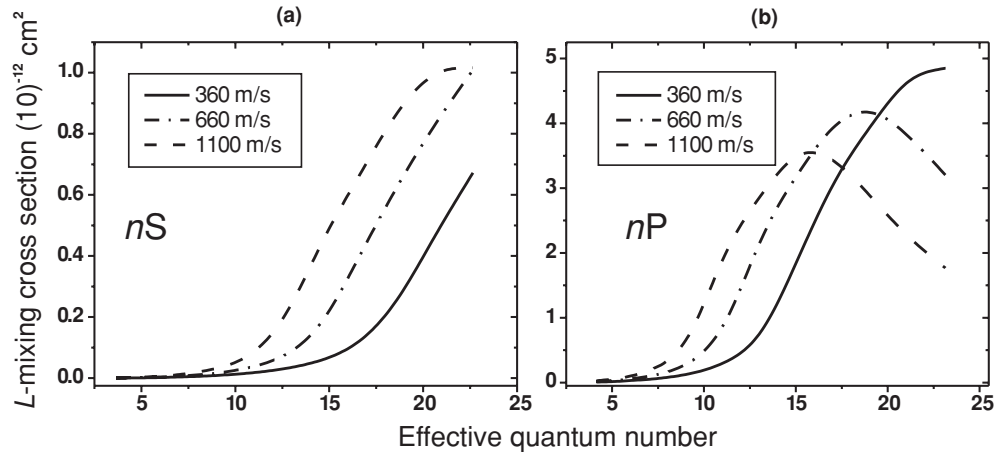 (a)
(b)
L-mixing cross section (10)⁻¹² cm²
1.0
0.8
0.6
0.4
0.2
0.0
360 m/s
660 m/s
1100 m/s
nS
5
10
15
20
25
5
4
3
2
1
0
360 m/s
660 m/s
1100 m/s
nP
5
10
15
20
25
Effective quantum number